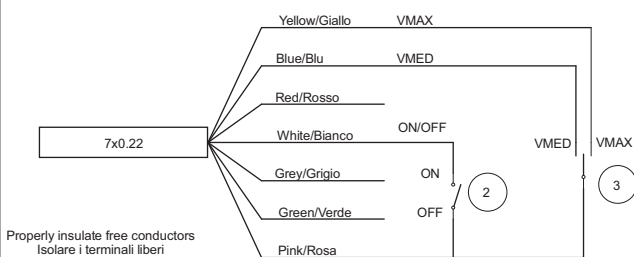 Yellow/Giallo VMAX
Blue/Blu VMED
Red/Rosso
White/Bianco ON/OFF
7x0.22
VMED VMAX
Grey/Grigio ON
2
3
Green/Verde OFF
Properly insulate free conductors
Isolare i terminali liberi
Pink/Rosa